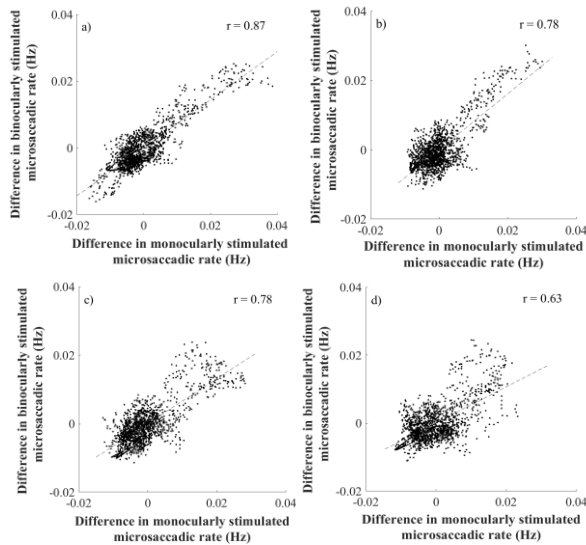 a)
r = 0.87
0.04
0.02
0
-0.02
-0.02
0
0.02
0.04
Difference in binocularly stimulated
microsaccadic rate (Hz)
Difference in monocularly stimulated
microsaccadic rate (Hz)
b)
r = 0.78
0.04
0.02
0
-0.02
-0.02
0
0.02
0.04
Difference in binocularly stimulated
microsaccadic rate (Hz)
Difference in monocularly stimulated
microsaccadic rate (Hz)
c)
r = 0.78
0.04
0.02
0
-0.02
-0.02
0
0.02
0.04
Difference in binocularly stimulated
microsaccadic rate (Hz)
Difference in monocularly stimulated
microsaccadic rate (Hz)
d)
r = 0.63
0.04
0.02
0
-0.02
-0.02
0
0.02
0.04
Difference in binocularly stimulated
microsaccadic rate (Hz)
Difference in monocularly stimulated
microsaccadic rate (Hz)